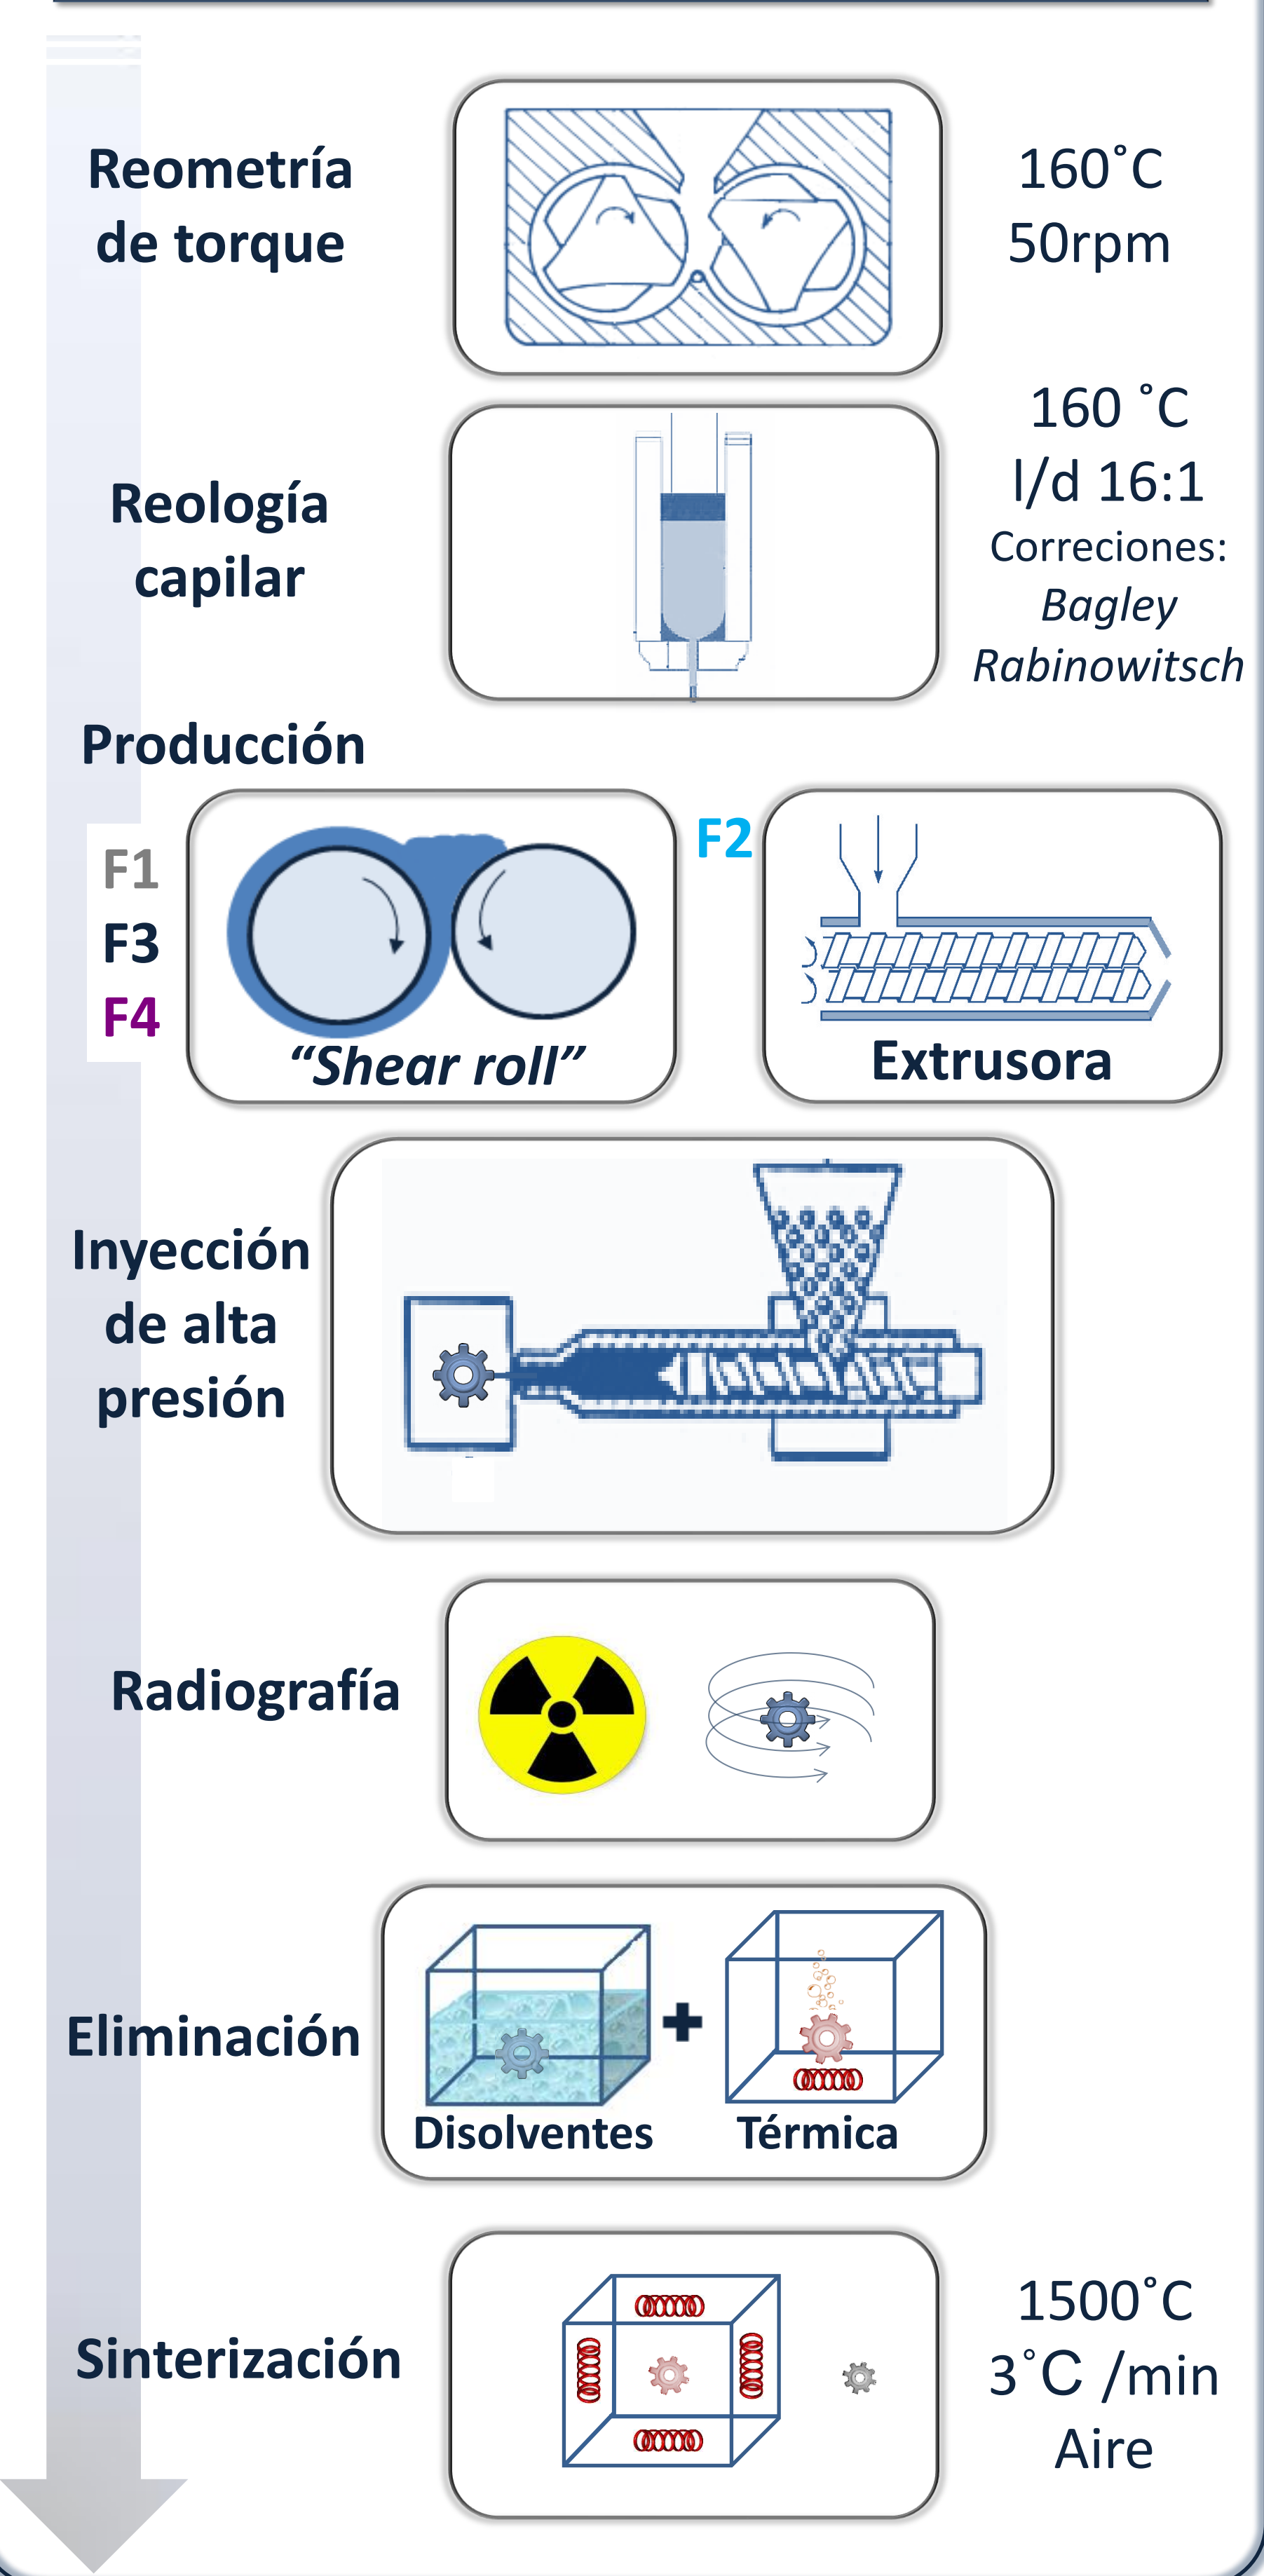 Reometría
de torque
160˚C
50rpm
Reología
capilar
160 ˚C
l/d 16:1
Correciones:
Bagley
Rabinowitsch
Producción
F1
F3
F4
“Shear roll”
F2
Extrusora
Inyección
de alta
presión
Radiografía
Eliminación
Disolventes
Térmica
Sinterización
1500˚C
3˚C /min
Aire